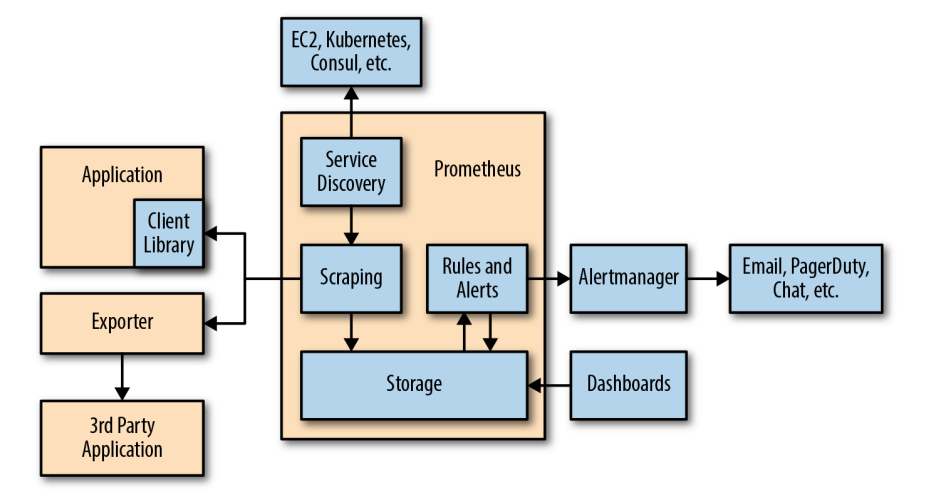 EC2, Kubernetes,
Consul, etc.
Service
Discovery
Prometheus
Application
Client
Library
Scraping
Rules and
Alerts
Alertmanager
Email, PagerDuty,
Chat, etc.
Exporter
Storage
Dashboards
3rd Party
Application